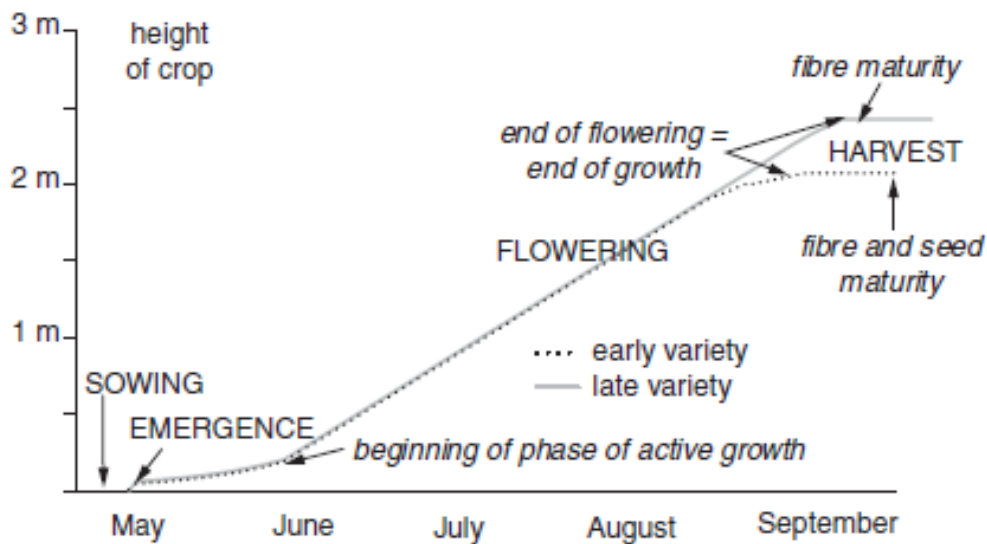 3 m
height
of crop
fibre maturity
end of flowering =
end of growth
HARVEST
2 m
FLOWERING
fibre and seed
maturity
1 m
early variety
late variety
SOWING
EMERGENCE
beginning of phase of active growth
May June July August September